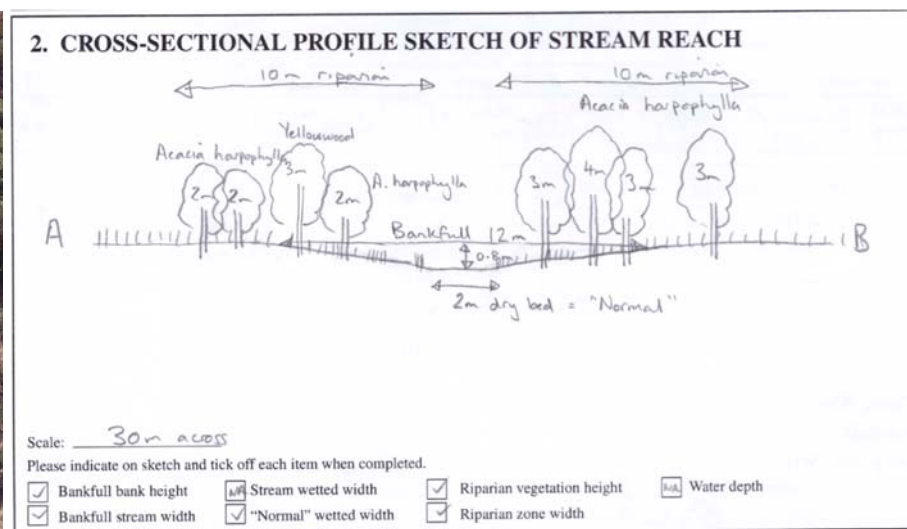 2. CROSS-SECTIONAL PROFILE SKETCH OF STREAM REACH
10m riparian 10m riparian
Acacia harpophylla
Yellowwood
Acacia harpophylla
A. harpophylla
2m 2m 3m 2m 3m 4m 3m 3m
A Bankfull 12m B
0.8m
2m dry bed = "Normal"
Scale: 30m across
Please indicate on sketch and tick off each item when completed.
Bankfull bank height NA Stream wetted width Riparian vegetation height NA Water depth
Bankfull stream width "Normal" wetted width Riparian zone width